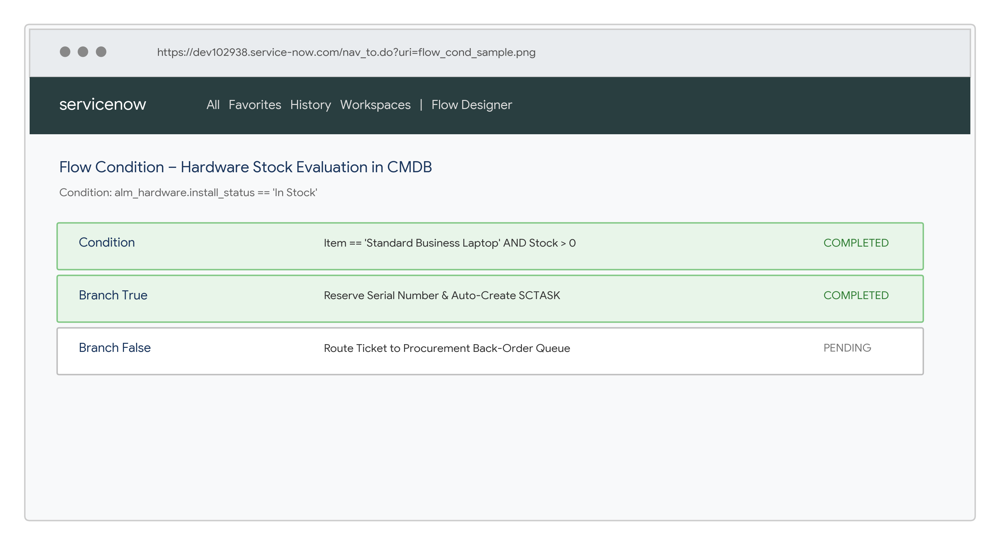 https://dev102938.service-now.com/nav_to.do?uri=flow_cond_sample.png
servicenow All Favorites History Workspaces | Flow Designer
Flow Condition – Hardware Stock Evaluation in CMDB
Condition: alm_hardware.install_status == 'In Stock'
Condition Item == 'Standard Business Laptop' AND Stock > 0 COMPLETED
Branch True Reserve Serial Number & Auto-Create SCTASK COMPLETED
Branch False Route Ticket to Procurement Back-Order Queue PENDING